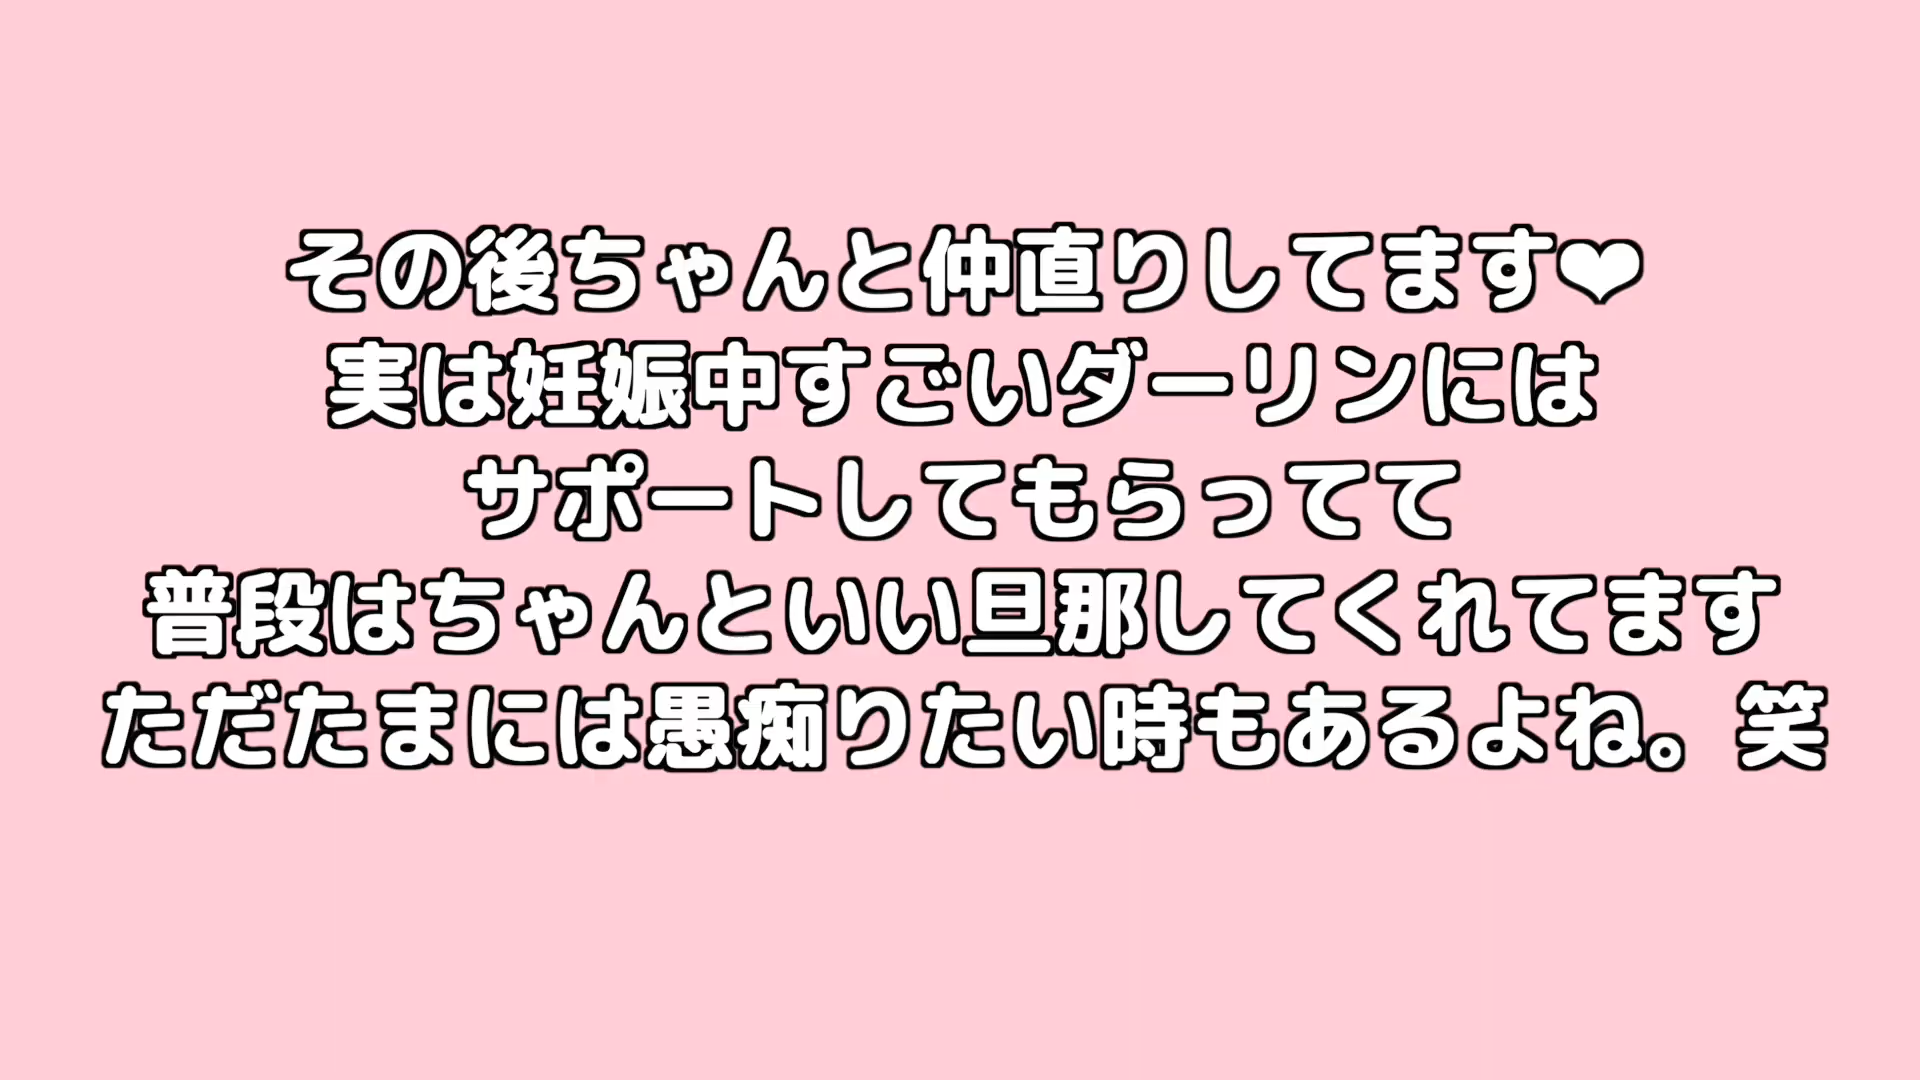 その後ちゃんと仲直りしてます❤
実は妊娠中すごいダーリンには
サポートしてもらってて
普段はちゃんといい旦那してくれてます
ただたまには愚痴りたい時もあるよね。笑